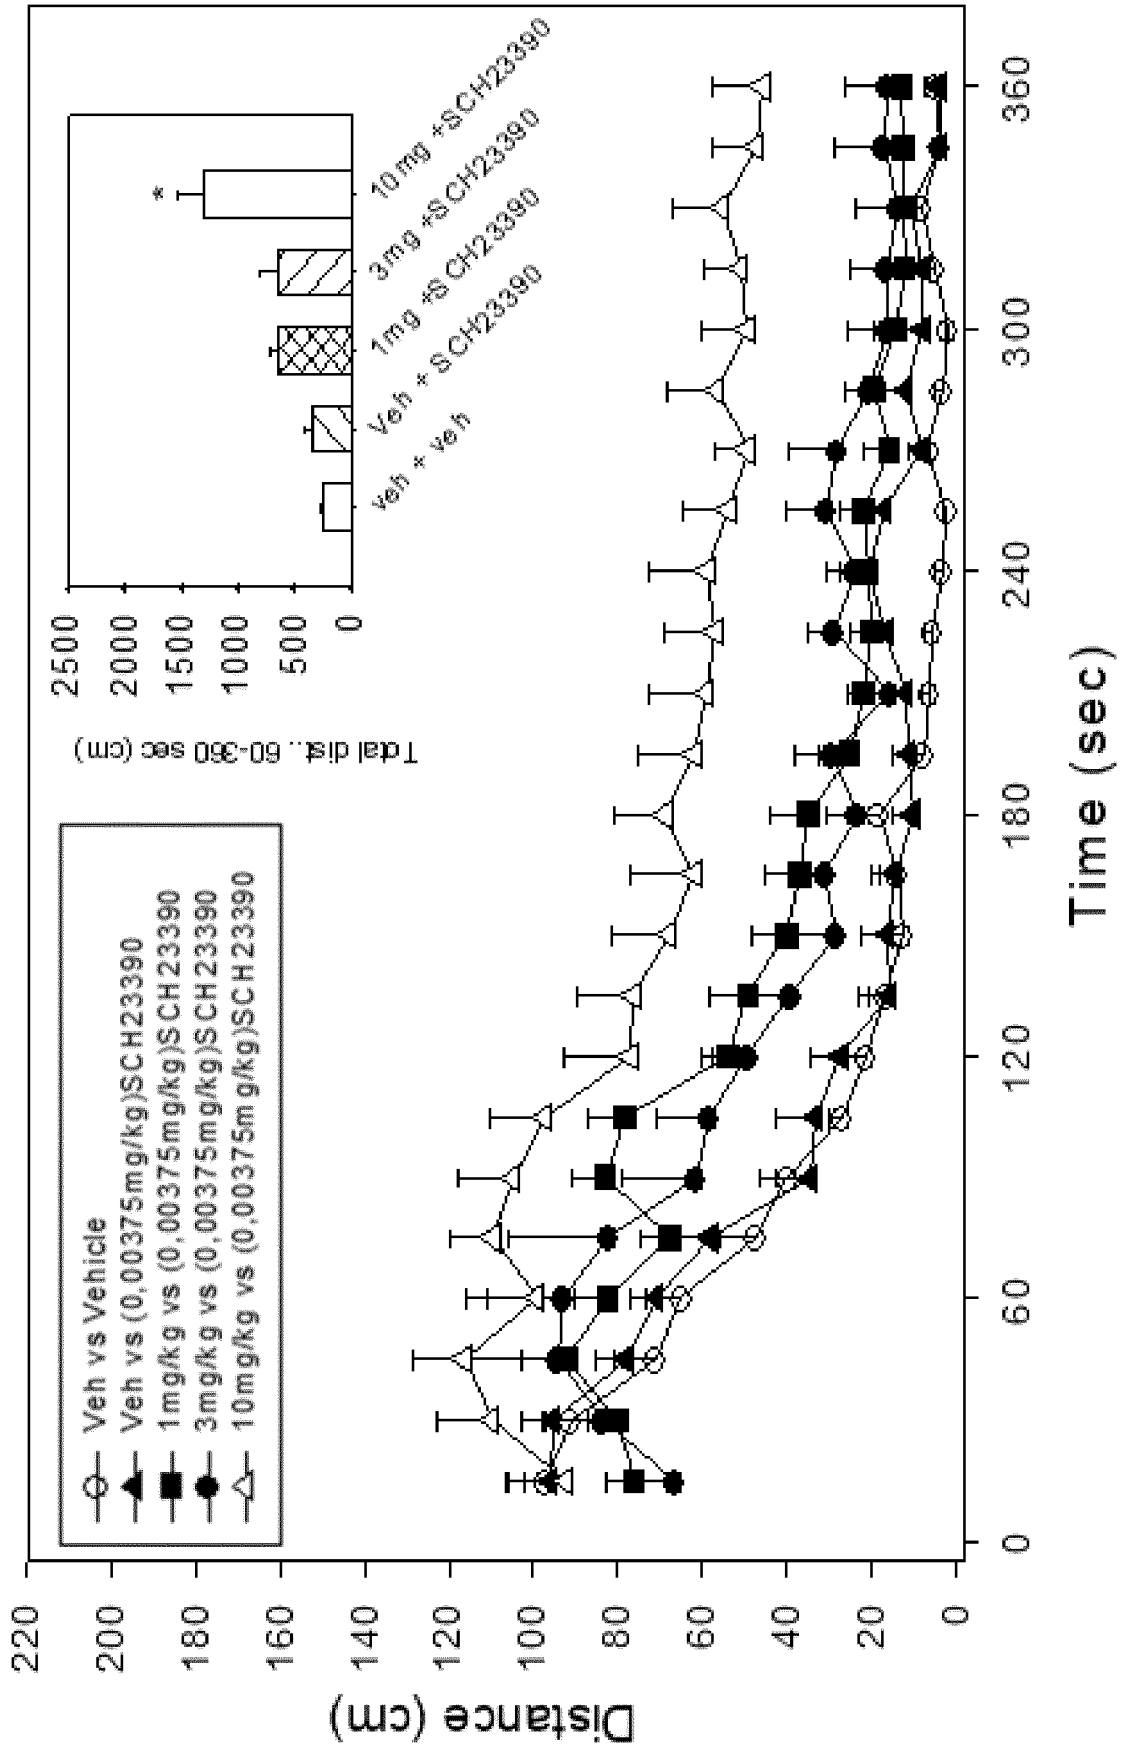 Veh vs Vehicle
Veh vs (0,00375mg/kg)SCH23390
1mg/kg vs (0,00375mg/kg)SCH23390
3mg/kg vs (0,00375mg/kg)SCH23390
10mg/kg vs (0,00375mg/kg)SCH23390
Total dist.. 60-360 sec (cm)
2500
2000
1500
1000
500
0
*
veh + veh
Veh + SCH23390
1mg +SCH23390
3mg +SCH23390
10mg +SCH23390
Distance (cm)
220
200
180
160
140
120
100
80
60
40
20
0
0 60 120 180 240 300 360
Time (sec)